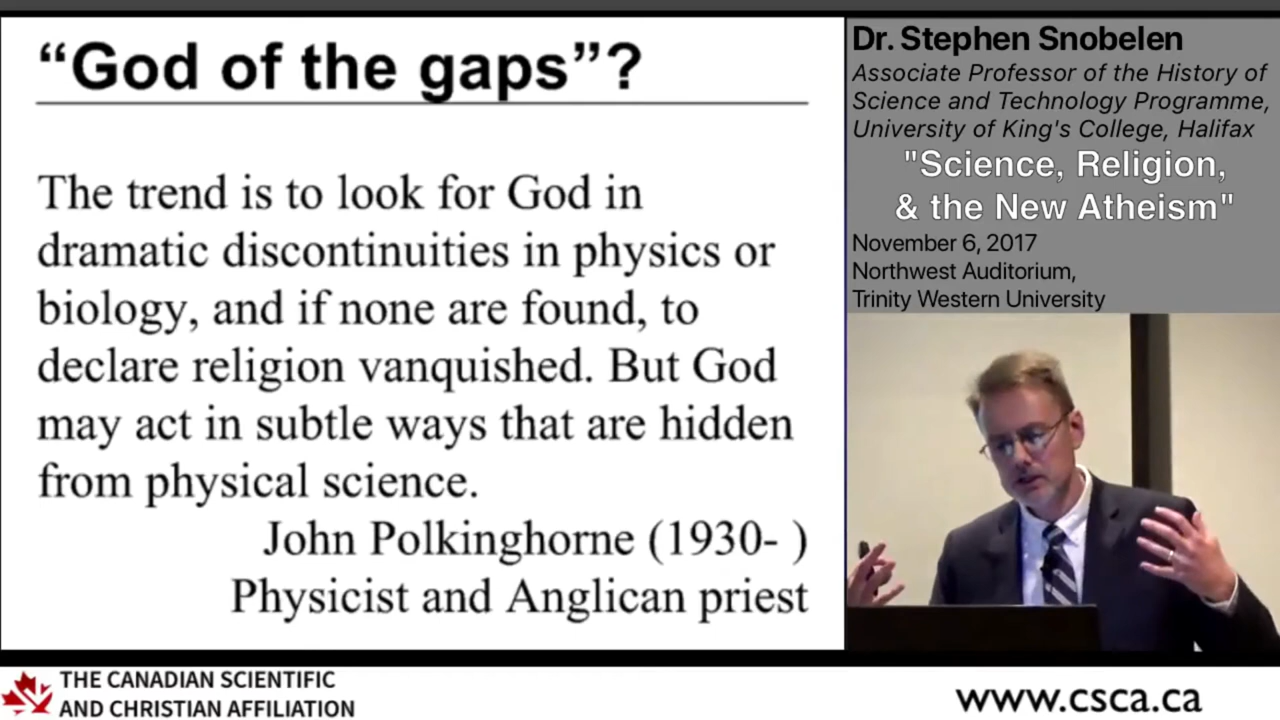 “God of the gaps”?
The trend is to look for God in
dramatic discontinuities in physics or
biology, and if none are found, to
declare religion vanquished. But God
may act in subtle ways that are hidden
from physical science.
John Polkinghorne (1930- )
Physicist and Anglican priest
Dr. Stephen Snobelen
Associate Professor of the History of
Science and Technology Programme,
University of King's College, Halifax
"Science, Religion,
& the New Atheism"
November 6, 2017
Northwest Auditorium,
Trinity Western University
THE CANADIAN SCIENTIFIC
AND CHRISTIAN AFFILIATION
www.csca.ca